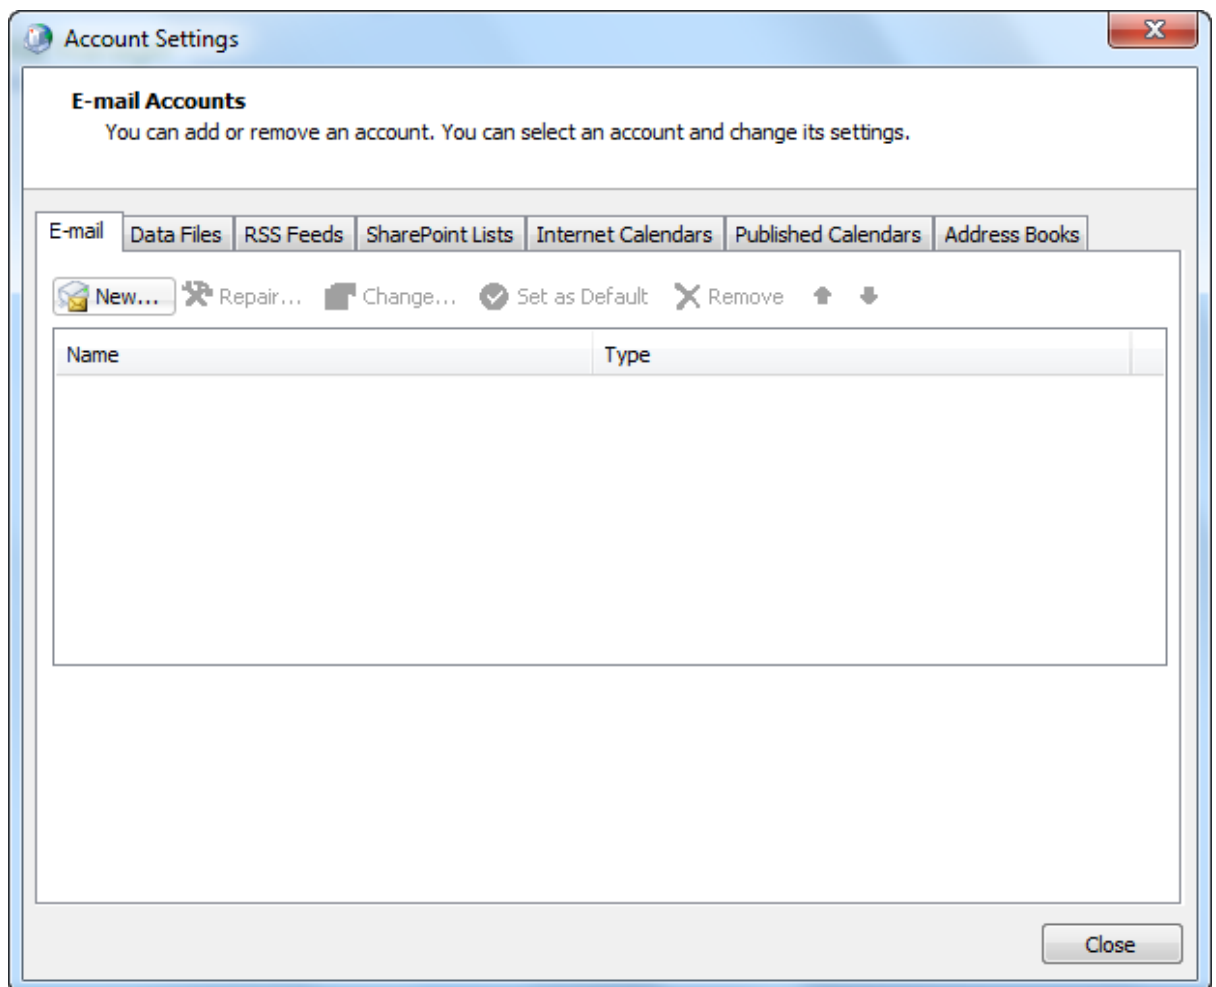 Account Settings
E-mail Accounts
You can add or remove an account. You can select an account and change its settings.
E-mail Data Files RSS Feeds SharePoint Lists Internet Calendars Published Calendars Address Books
New... Repair... Change... Set as Default Remove
Name Type
Close